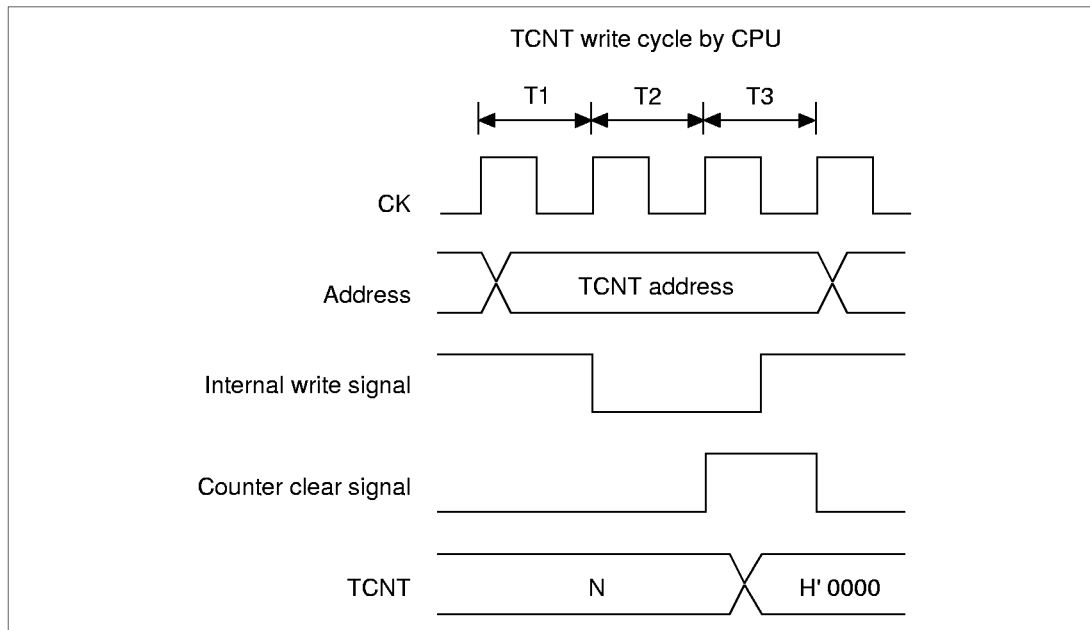 TCNT write cycle by CPU
T1 T2 T3
CK
Address TCNT address
Internal write signal
Counter clear signal
TCNT N H' 0000